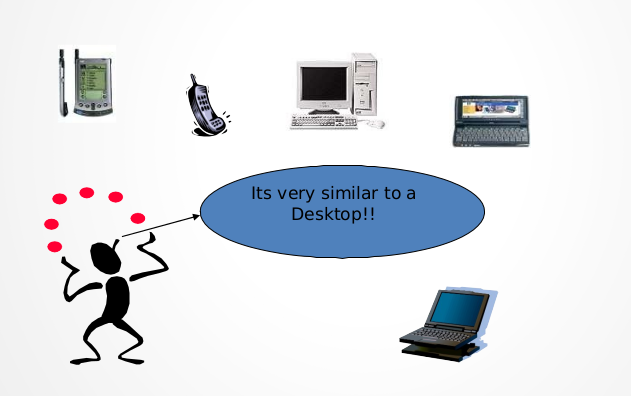 Its very similar to a
Desktop!!